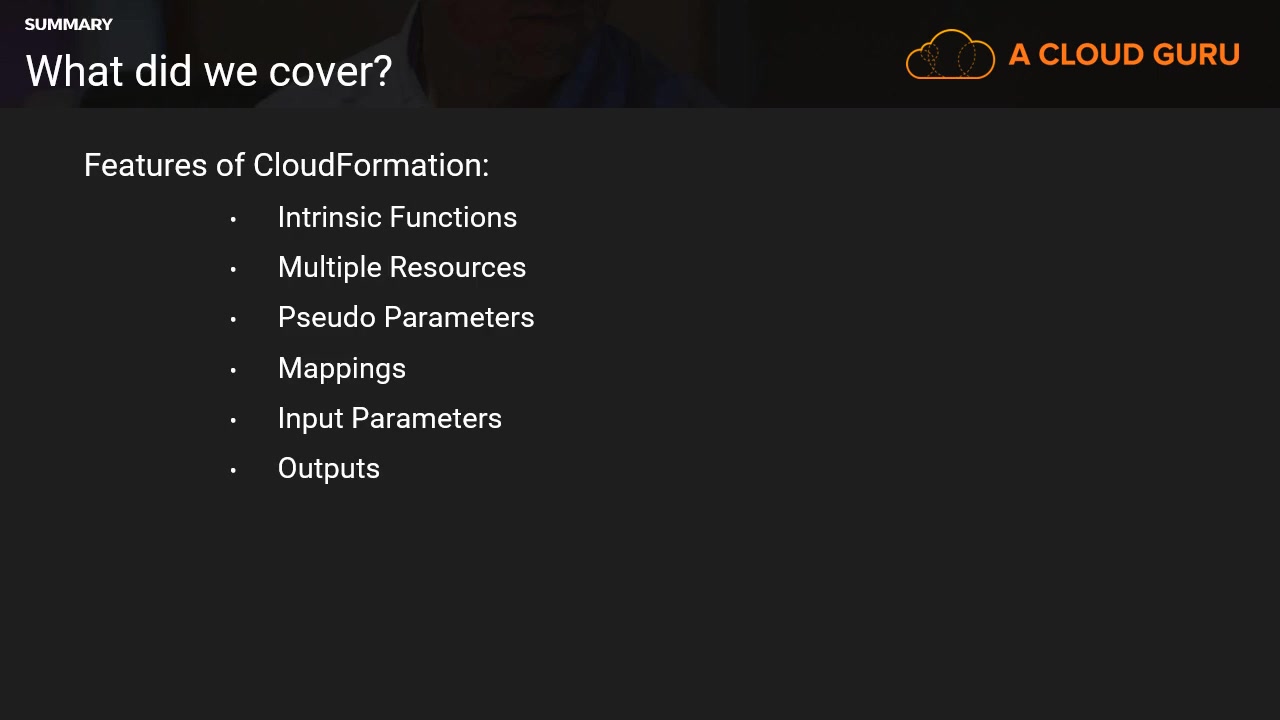 SUMMARY
What did we cover?
A CLOUD GURU
Features of CloudFormation:
• Intrinsic Functions
• Multiple Resources
• Pseudo Parameters
• Mappings
• Input Parameters
• Outputs